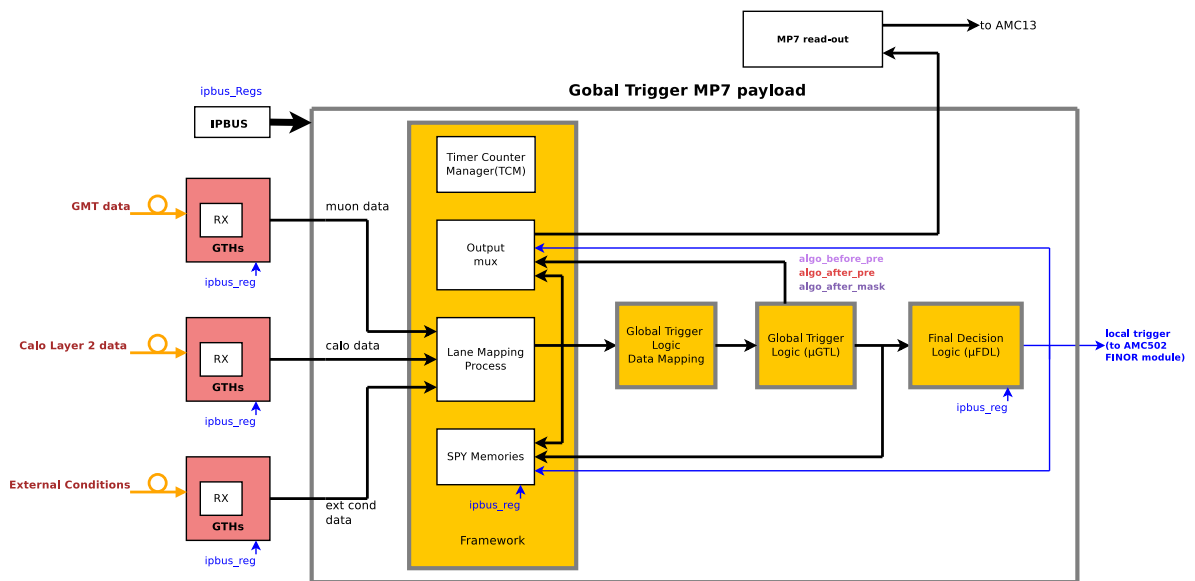 MP7 read-out
to AMC13
ipbus_Regs
IPBUS
Gobal Trigger MP7 payload
Timer Counter
Manager(TCM)
GMT data
RX
GTHs
ipbus_reg
muon data
Output
mux
algo_before_pre
algo_after_pre
algo_after_mask
Calo Layer 2 data
RX
GTHs
ipbus_reg
calo data
Lane Mapping
Process
Global Trigger
Logic
Data Mapping
Global Trigger
Logic (µGTL)
Final Decision
Logic (µFDL)
ipbus_reg
local trigger
(to AMC502
FINOR module)
External Conditions
RX
GTHs
ipbus_reg
ext cond
data
SPY Memories
ipbus_reg
Framework